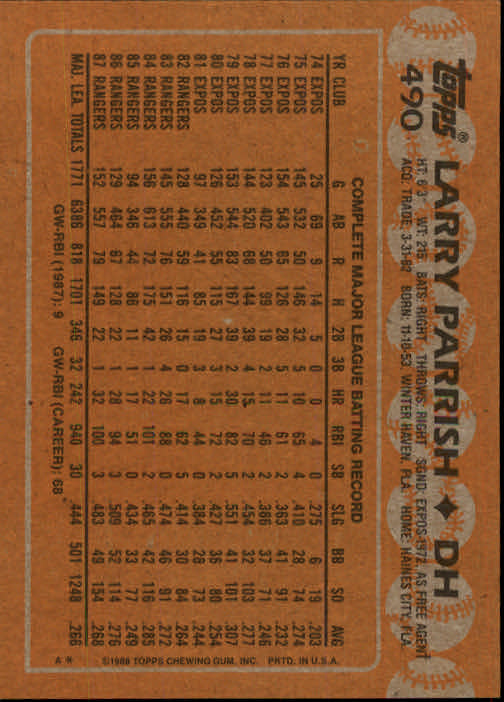 topps®
490
LARRY PARRISH ♦ DH
HT: 6'3" WT: 215 BATS: RIGHT THROWS: RIGHT SGND: EXPOS-1972, AS FREE AGENT
ACQ: TRADE, 3-31-82 BORN: 11-10-53, WINTER HAVEN, FLA. HOME: HAINES CITY, FLA.
COMPLETE MAJOR LEAGUE BATTING RECORD
YR CLUB G AB R H 2B 3B HR RBI SB SLG BB SO AVG
74 EXPOS 25 69 9 14 5 0 0 4 0 .275 6 19 .203
75 EXPOS 145 532 50 146 32 5 10 65 4 .410 28 74 .274
76 EXPOS 154 543 65 126 28 5 11 61 2 .363 41 91 .232
77 EXPOS 123 402 50 99 19 2 11 46 2 .386 37 71 .246
78 EXPOS 144 520 68 144 39 4 15 70 2 .454 32 103 .277
79 EXPOS 153 544 83 167 39 2 30 82 5 .551 41 101 .307
80 EXPOS 126 452 55 115 27 3 15 72 2 .427 36 80 .254
81 EXPOS 97 349 41 85 19 3 8 44 0 .384 28 73 .244
82 RANGERS 128 440 59 116 15 0 17 62 5 .414 30 84 .264
83 RANGERS 145 555 76 151 26 4 26 88 0 .474 46 91 .272
84 RANGERS 156 613 72 175 42 1 22 101 2 .465 42 116 .285
85 RANGERS 94 346 44 86 11 1 17 51 0 .434 33 77 .249
86 RANGERS 129 464 67 128 22 1 28 94 3 .509 52 114 .276
87 RANGERS 152 557 79 149 22 1 32 100 3 .483 49 154 .268
MAJ. LEA. TOTALS 1771 6386 818 1701 346 32 242 940 30 .444 501 1248 .266
GW-RBI (1987): 9 GW-RBI (CAREER): 68
A * ©1988 TOPPS CHEWING GUM, INC. PRTD. IN U.S.A.